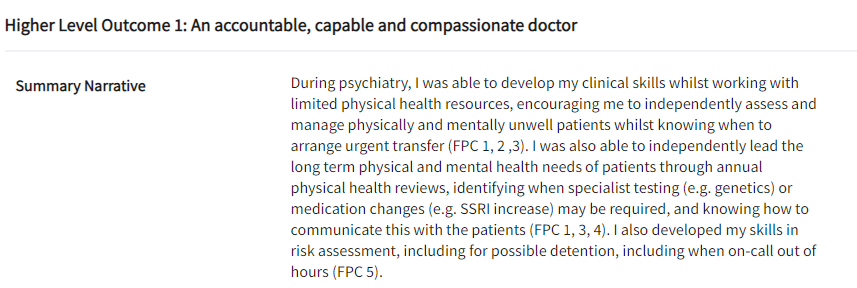 Higher Level Outcome 1: An accountable, capable and compassionate doctor
Summary Narrative
During psychiatry, I was able to develop my clinical skills whilst working with
limited physical health resources, encouraging me to independently assess and
manage physically and mentally unwell patients whilst knowing when to
arrange urgent transfer (FPC 1, 2 ,3). I was also able to independently lead the
long term physical and mental health needs of patients through annual
physical health reviews, identifying when specialist testing (e.g. genetics) or
medication changes (e.g. SSRI increase) may be required, and knowing how to
communicate this with the patients (FPC 1, 3, 4). I also developed my skills in
risk assessment, including for possible detention, including when on-call out of
hours (FPC 5).